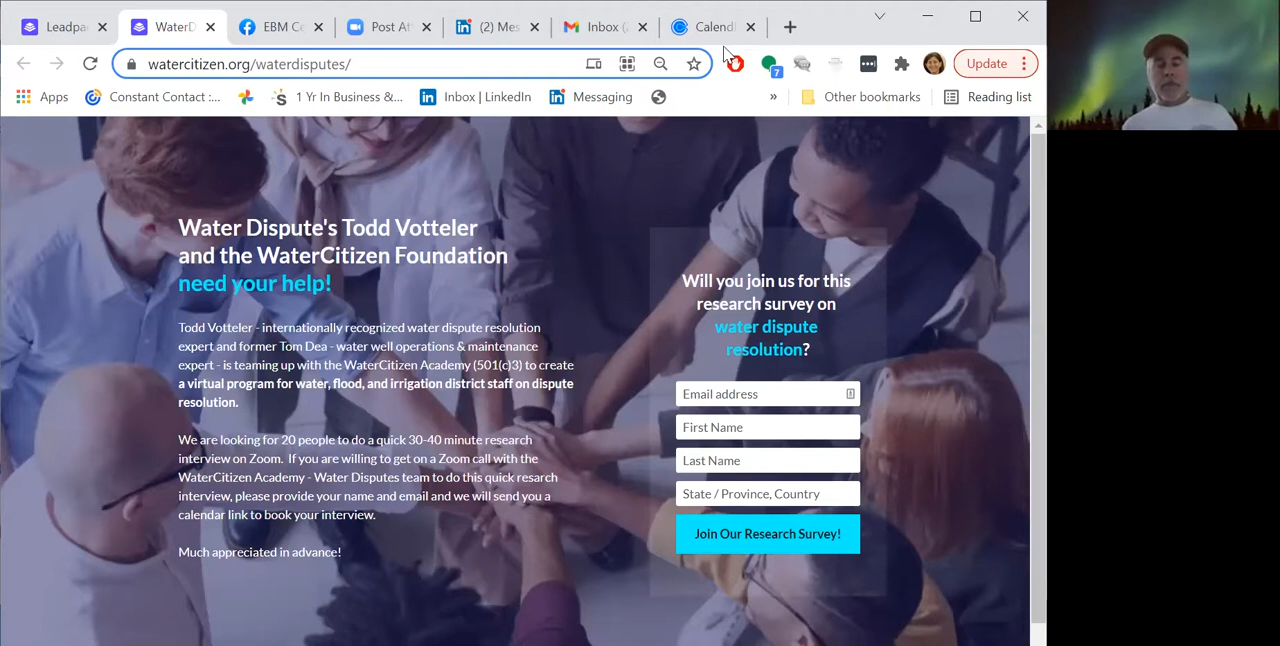 Leadpa
WaterD
EBM Ce
Post At
(2) Mes
Inbox (
Calend
watercitizen.org/waterdisputes/
7
Update
Apps
Constant Contact :...
1 Yr In Business &...
Inbox | LinkedIn
Messaging
»
Other bookmarks
Reading list
Water Dispute's Todd Votteler
and the WaterCitizen Foundation
need your help!
Todd Votteler - internationally recognized water dispute resolution
expert and former Tom Dea - water well operations & maintenance
expert - is teaming up with the WaterCitizen Academy (501(c)3) to create
a virtual program for water, flood, and irrigation district staff on dispute
resolution.
We are looking for 20 people to do a quick 30-40 minute research
interview on Zoom. If you are willing to get on a Zoom call with the
WaterCitizen Academy - Water Disputes team to do this quick resarch
interview, please provide your name and email and we will send you a
calendar link to book your interview.
Much appreciated in advance!
Will you join us for this
research survey on
water dispute
resolution?
Email address
First Name
Last Name
State / Province, Country
Join Our Research Survey!